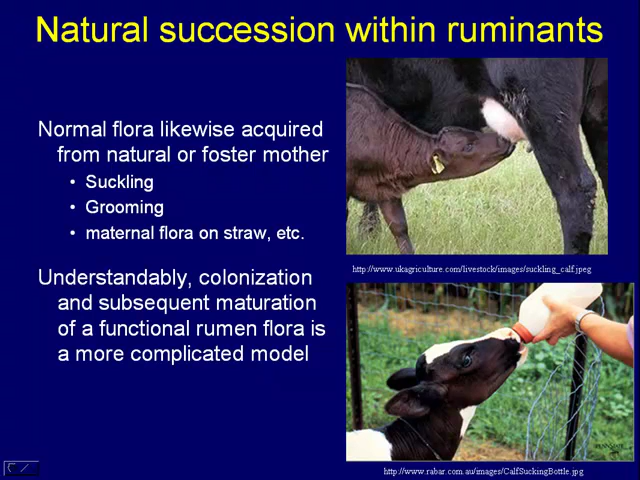 Natural succession within ruminants
Normal flora likewise acquired
from natural or foster mother
• Suckling
• Grooming
• maternal flora on straw, etc.
Understandably, colonization
and subsequent maturation
of a functional rumen flora is
a more complicated model
http://www.ukagriculture.com/livestock/images/suckling_calf.jpeg
http://www.rabar.com.au/images/CalfSuckingBottle.jpg